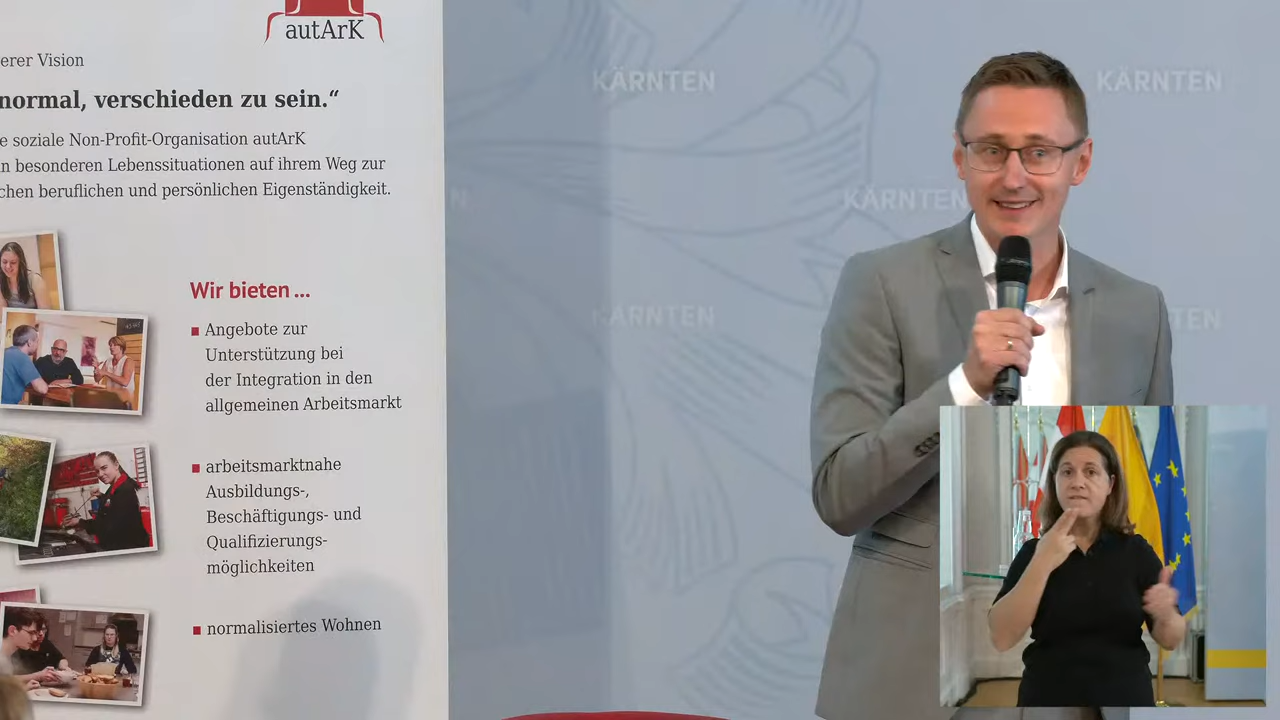 autArK
erer Vision
normal, verschieden zu sein.“
e soziale Non-Profit-Organisation autArK
n besonderen Lebenssituationen auf ihrem Weg zur
chen beruflichen und persönlichen Eigenständigkeit.
Wir bieten ...
Angebote zur
Unterstützung bei
der Integration in den
allgemeinen Arbeitsmarkt
arbeitsmarktnahe
Ausbildungs-,
Beschäftigungs- und
Qualifizierungs-
möglichkeiten
normalisiertes Wohnen
KÄRNTEN
KÄRNTEN
EN
KÄRNTEN
KÄRNTEN
TEN